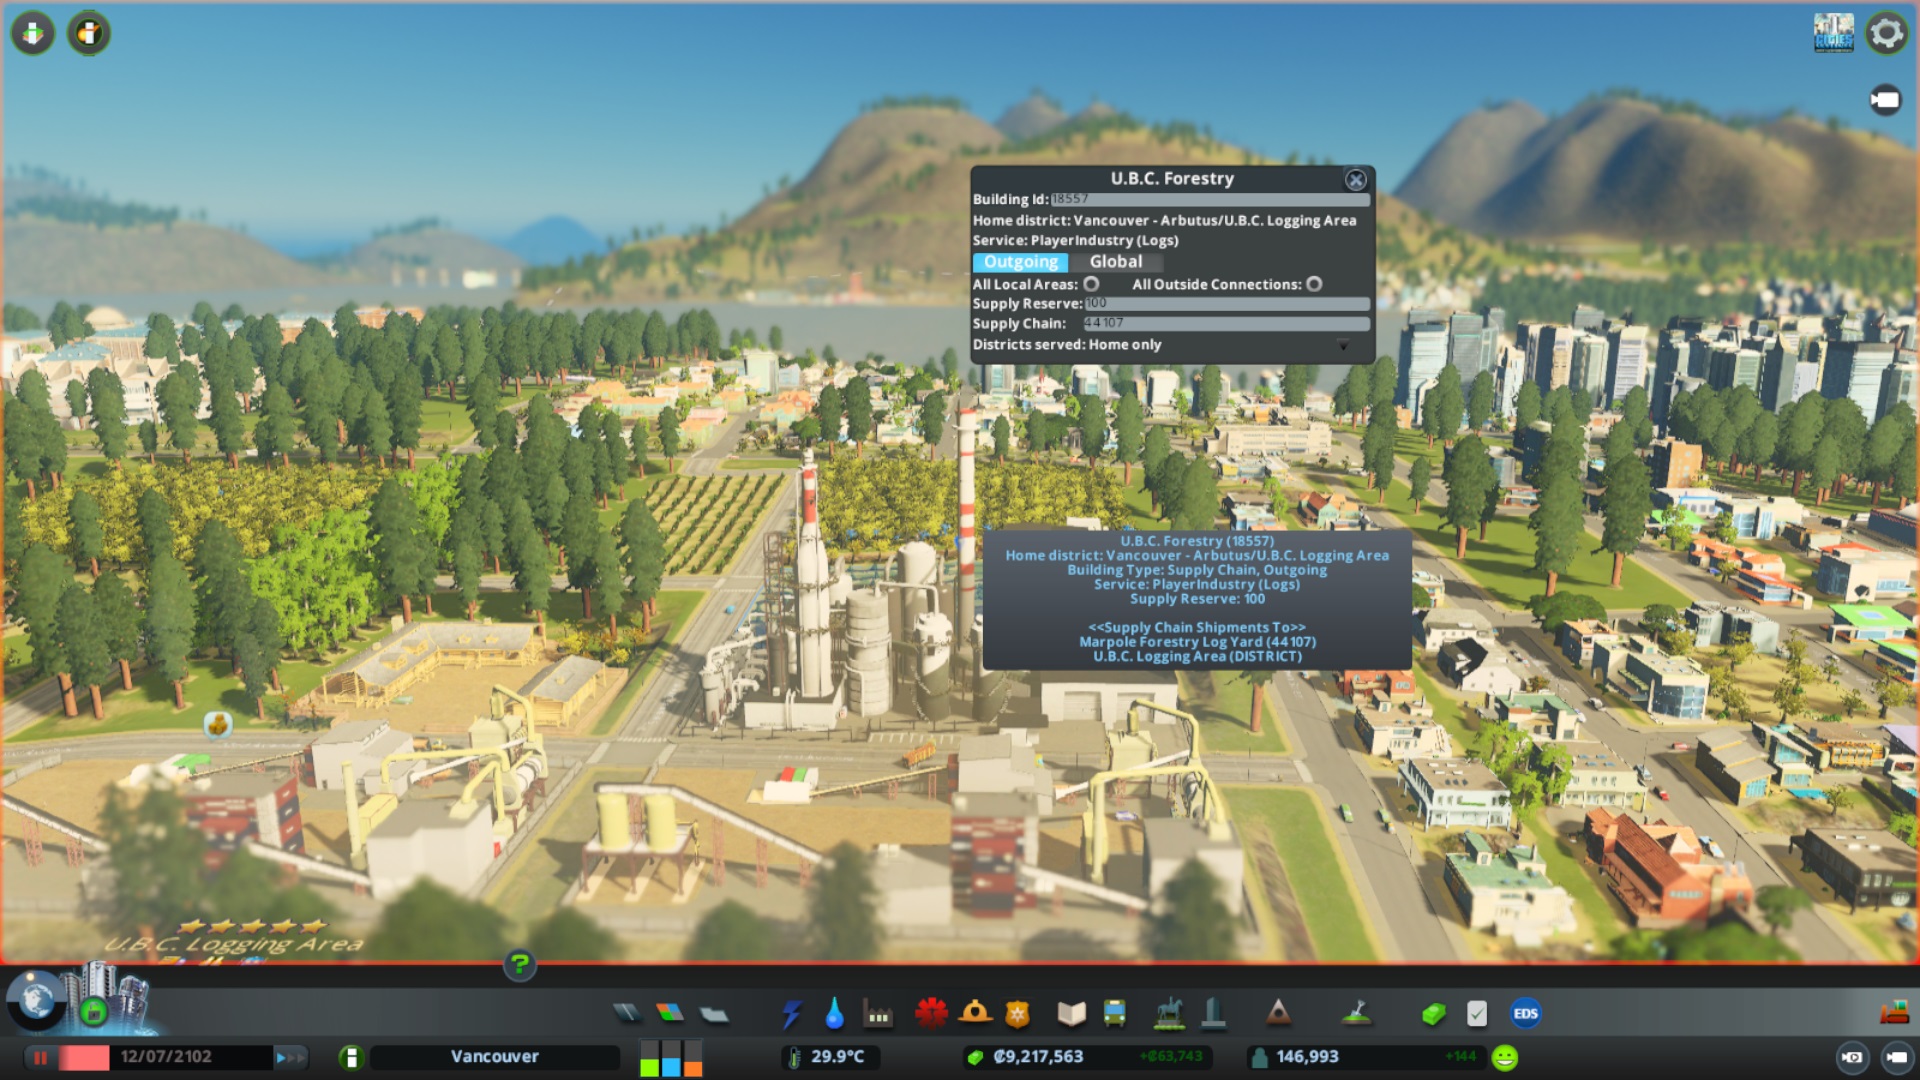 CITIES
U.B.C. Forestry
Building Id: 18557
Home district: Vancouver - Arbutus/U.B.C. Logging Area
Service: PlayerIndustry (Logs)
Outgoing Global
All Local Areas: All Outside Connections:
Supply Reserve: 100
Supply Chain: 44107
Districts served: Home only
U.B.C. Forestry (18557)
Home district: Vancouver - Arbutus/U.B.C. Logging Area
Building Type: Supply Chain, Outgoing
Service: PlayerIndustry (Logs)
Supply Reserve: 100
<<Supply Chain Shipments To>>
Marpole Forestry Log Yard (44107)
U.B.C. Logging Area (DISTRICT)
U.B.C. Logging Area
?
EDS
12/07/2102
Vancouver
29.9°C
₡9,217,563
+₡63,743
146,993
+144